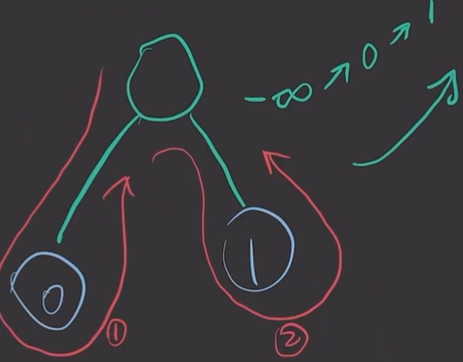 -∞ ↗ 0 ↗ 1
0
1
①
②